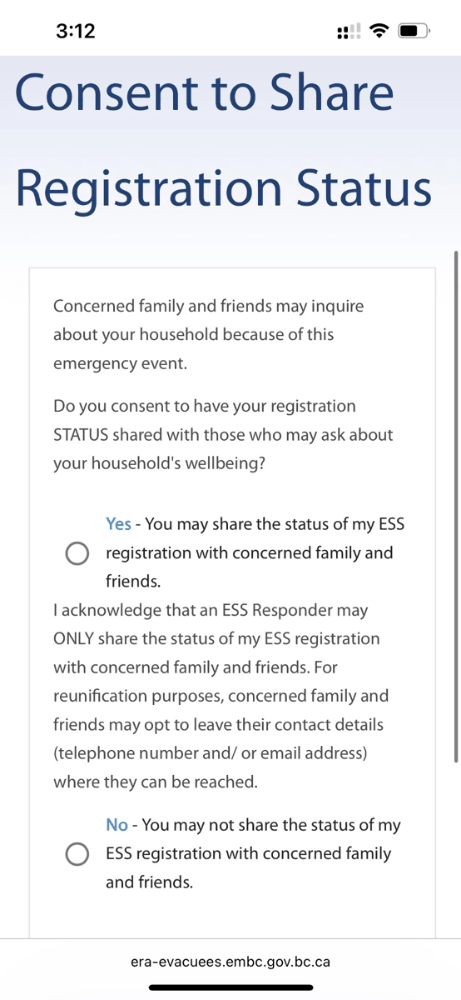 3:12
Consent to Share
Registration Status
Concerned family and friends may inquire
about your household because of this
emergency event.
Do you consent to have your registration
STATUS shared with those who may ask about
your household's wellbeing?
Yes - You may share the status of my ESS
registration with concerned family and
friends.
I acknowledge that an ESS Responder may
ONLY share the status of my ESS registration
with concerned family and friends. For
reunification purposes, concerned family and
friends may opt to leave their contact details
(telephone number and/ or email address)
where they can be reached.
No - You may not share the status of my
ESS registration with concerned family
and friends.
era-evacuees.embc.gov.bc.ca